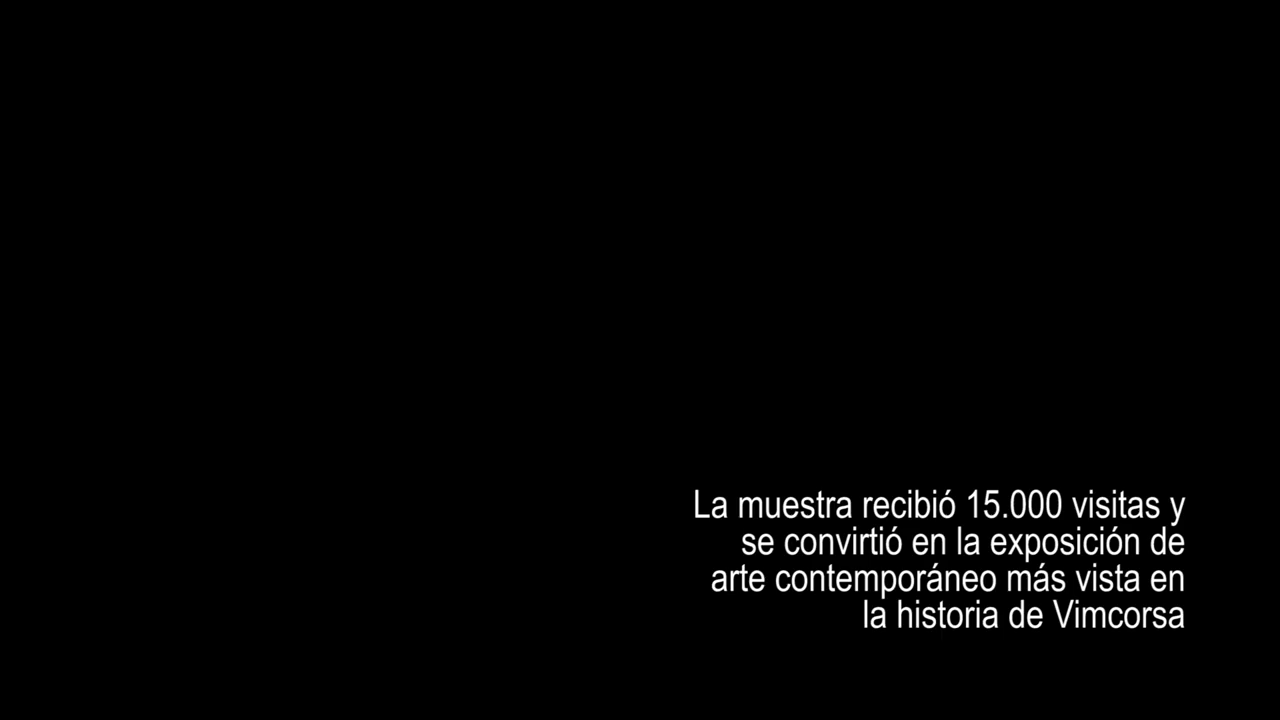 La muestra recibió 15.000 visitas y
se convirtió en la exposición de
arte contemporáneo más vista en
la historia de Vimcorsa